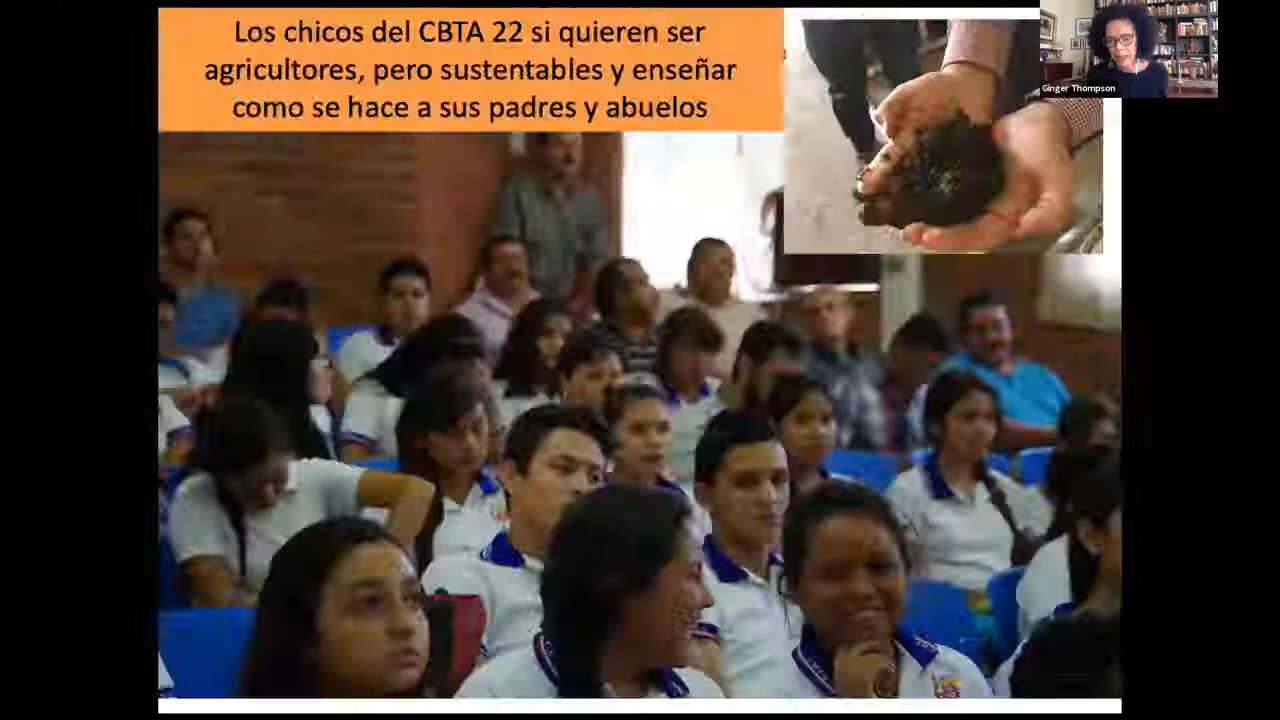 Los chicos del CBTA 22 si quieren ser
agricultores, pero sustentables y enseñar
como se hace a sus padres y abuelos
Ginger Thompson